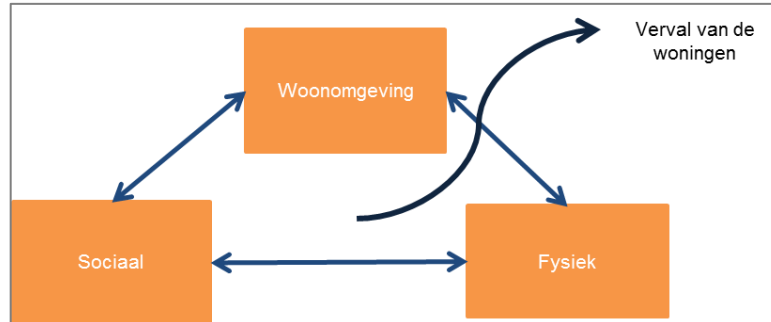 Verval van de
woningen
Woonomgeving
Sociaal
Fysiek